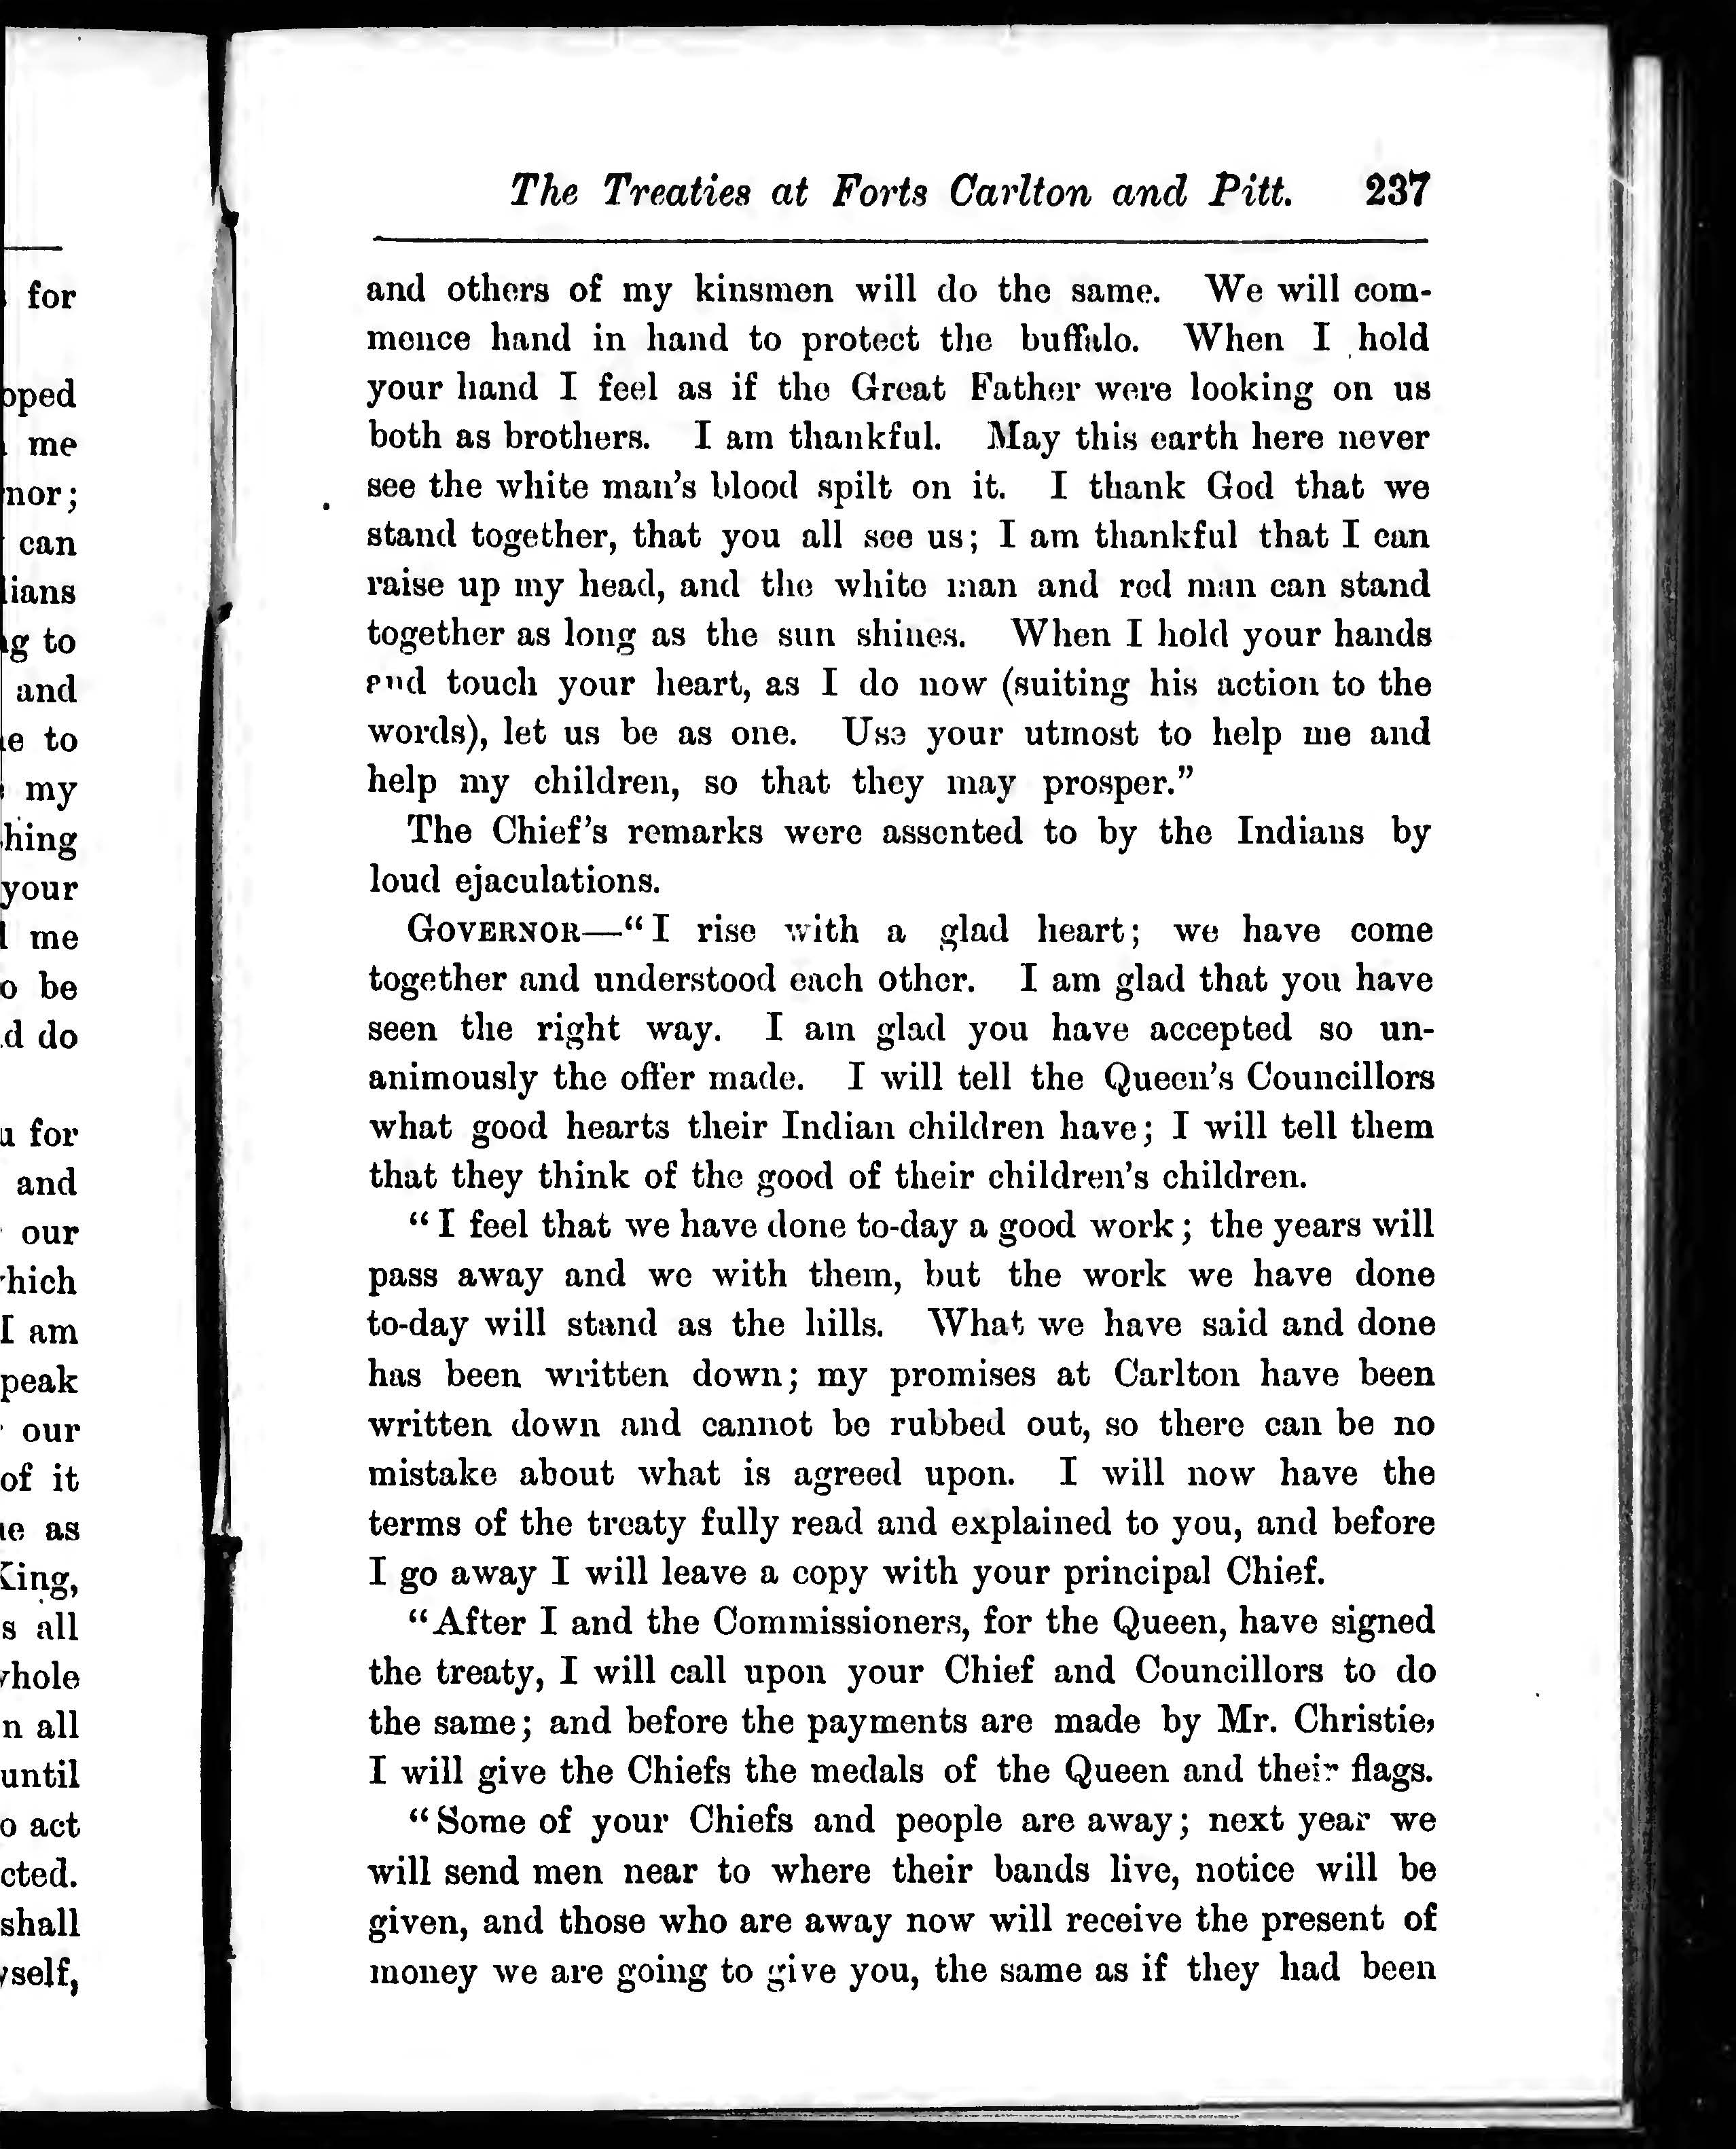 for
me
nor;
can
to
and
to
my
your
me
be
do
for
and
our
I am
our
of it
as
all
all
until
act
shall
The Treaties at Forts Carlton and Pitt. 237
and others of my kinsmen will do the same. We will com-
mence hand in hand to protect the buffalo. When I hold
your hand I feel as if the Great Father were looking on us
both as brothers. I am thankful. May this earth here never
see the white man's blood spilt on it. I thank God that we
stand together, that you all see us; I am thankful that I can
raise up my head, and the white man and red man can stand
together as long as the sun shines. When I hold your hands
and touch your heart, as I do now (suiting his action to the
words), let us be as one. Use your utmost to help me and
help my children, so that they may prosper."
The Chief's remarks were assented to by the Indians by
loud ejaculations.
GOVERNOR—"I rise with a glad heart; we have come
together and understood each other. I am glad that you have
seen the right way. I am glad you have accepted so un-
animously the offer made. I will tell the Queen's Councillors
what good hearts their Indian children have; I will tell them
that they think of the good of their children's children.
"I feel that we have done to-day a good work; the years will
pass away and we with them, but the work we have done
to-day will stand as the hills. What we have said and done
has been written down; my promises at Carlton have been
written down and cannot be rubbed out, so there can be no
mistake about what is agreed upon. I will now have the
terms of the treaty fully read and explained to you, and before
I go away I will leave a copy with your principal Chief.
"After I and the Commissioners, for the Queen, have signed
the treaty, I will call upon your Chief and Councillors to do
the same; and before the payments are made by Mr. Christie,
I will give the Chiefs the medals of the Queen and their flags.
"Some of your Chiefs and people are away; next year we
will send men near to where their bands live, notice will be
given, and those who are away now will receive the present of
money we are going to give you, the same as if they had been